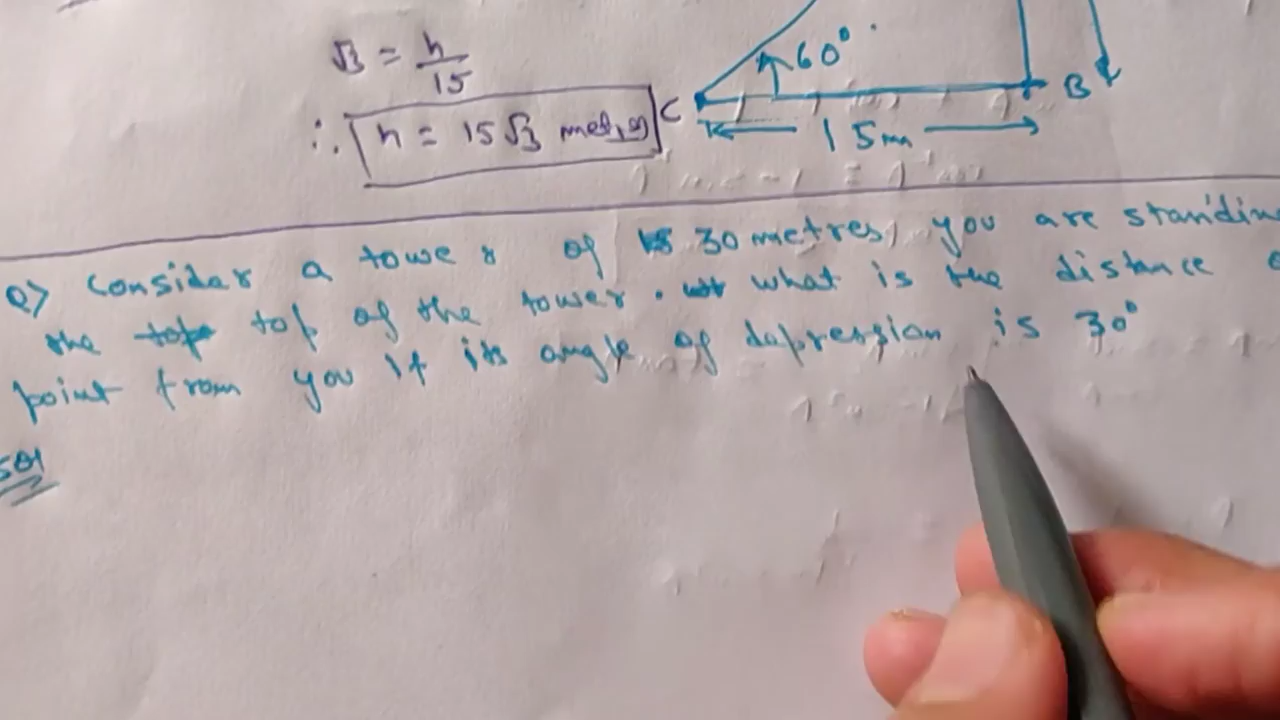 √3 = h/15
60°
∴ h = 15√3 metres
C
B
15m
Q) Consider a tower of 30 metres, you are standin
the top of the tower. what is the distance
point from you if its angle of depression is 30°
Sol